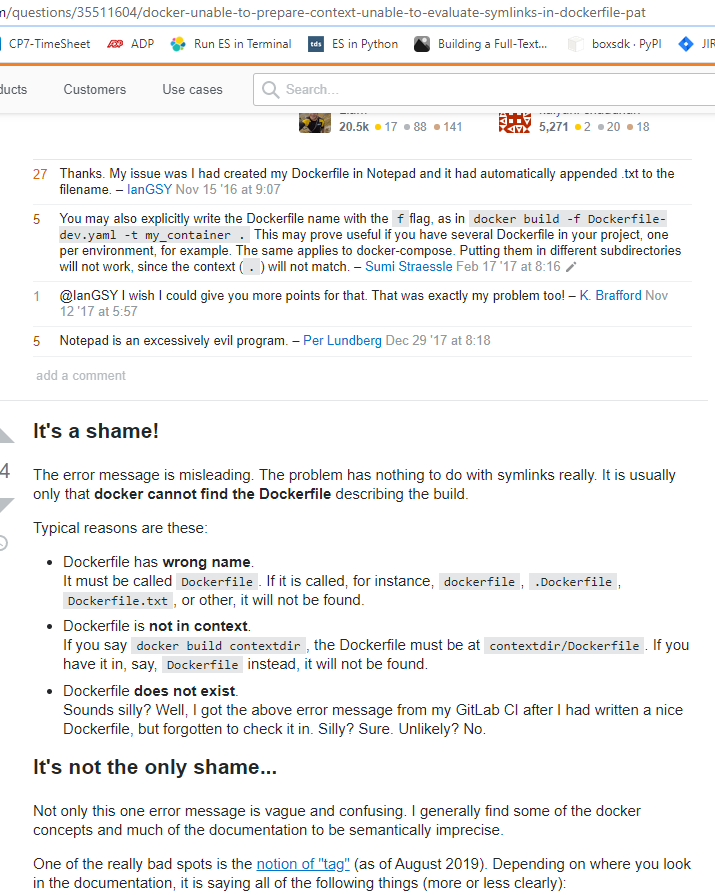 m/questions/35511604/docker-unable-to-prepare-context-unable-to-evaluate-symlinks-in-dockerfile-pat
CP7-TimeSheet ADP Run ES in Terminal tds ES in Python Building a Full-Text... boxsdk · PyPI JIR
ducts Customers Use cases Search...
20.5k 17 88 141 5,271 2 20 18
27 Thanks. My issue was I had created my Dockerfile in Notepad and it had automatically appended .txt to the
filename. – IanGSY Nov 15 '16 at 9:07
5 You may also explicitly write the Dockerfile name with the f flag, as in docker build -f Dockerfile-
dev.yaml -t my_container . This may prove useful if you have several Dockerfile in your project, one
per environment, for example. The same applies to docker-compose. Putting them in different subdirectories
will not work, since the context ( . ) will not match. – Sumi Straessle Feb 17 '17 at 8:16
1 @IanGSY I wish I could give you more points for that. That was exactly my problem too! – K. Brafford Nov
12 '17 at 5:57
5 Notepad is an excessively evil program. – Per Lundberg Dec 29 '17 at 8:18
add a comment
It's a shame!
4
The error message is misleading. The problem has nothing to do with symlinks really. It is usually
only that docker cannot find the Dockerfile describing the build.
Typical reasons are these:
• Dockerfile has wrong name.
It must be called Dockerfile . If it is called, for instance, dockerfile , .Dockerfile ,
Dockerfile.txt , or other, it will not be found.
• Dockerfile is not in context.
If you say docker build contextdir , the Dockerfile must be at contextdir/Dockerfile . If you
have it in, say, Dockerfile instead, it will not be found.
• Dockerfile does not exist.
Sounds silly? Well, I got the above error message from my GitLab CI after I had written a nice
Dockerfile, but forgotten to check it in. Silly? Sure. Unlikely? No.
It's not the only shame...
Not only this one error message is vague and confusing. I generally find some of the docker
concepts and much of the documentation to be semantically imprecise.
One of the really bad spots is the notion of "tag" (as of August 2019). Depending on where you look
in the documentation, it is saying all of the following things (more or less clearly):